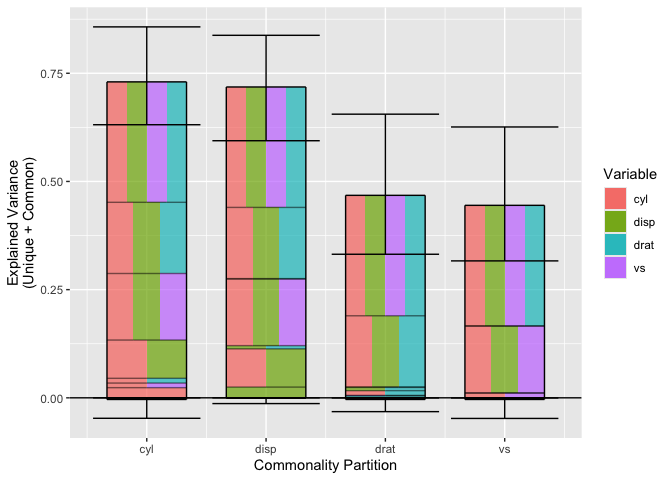 Explained Variance
(Unique + Common)
0.75
0.50
0.25
0.00
cyl
disp
drat
vs
Commonality Partition
Variable
cyl
disp
drat
vs